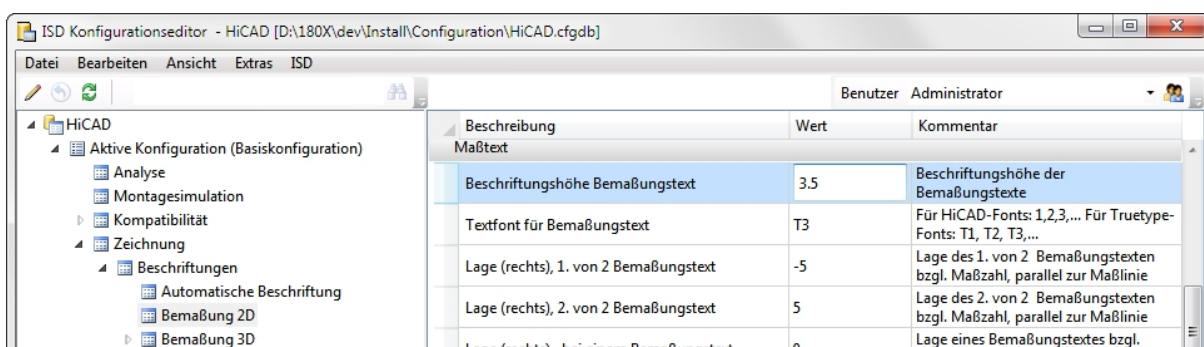 ISD Konfigurationseditor - HiCAD [D:\180X\dev\Install\Configuration\HiCAD.cfgdb]
Datei Bearbeiten Ansicht Extras ISD
Benutzer Administrator
HiCAD
Aktive Konfiguration (Basiskonfiguration)
Analyse
Montagesimulation
Kompatibilität
Zeichnung
Beschriftungen
Automatische Beschriftung
Bemaßung 2D
Bemaßung 3D
Beschreibung Wert Kommentar
Maßtext
Beschriftungshöhe Bemaßungstext 3.5 Beschriftungshöhe der
Bemaßungstexte
Textfont für Bemaßungstext T3 Für HiCAD-Fonts: 1,2,3,... Für Truetype-
Fonts: T1, T2, T3,...
Lage (rechts), 1. von 2 Bemaßungstext -5 Lage des 1. von 2 Bemaßungstexten
bzgl. Maßzahl, parallel zur Maßlinie
Lage (rechts), 2. von 2 Bemaßungstext 5 Lage des 2. von 2 Bemaßungstexten
bzgl. Maßzahl, parallel zur Maßlinie
Lage eines Bemaßungstextes bzgl.